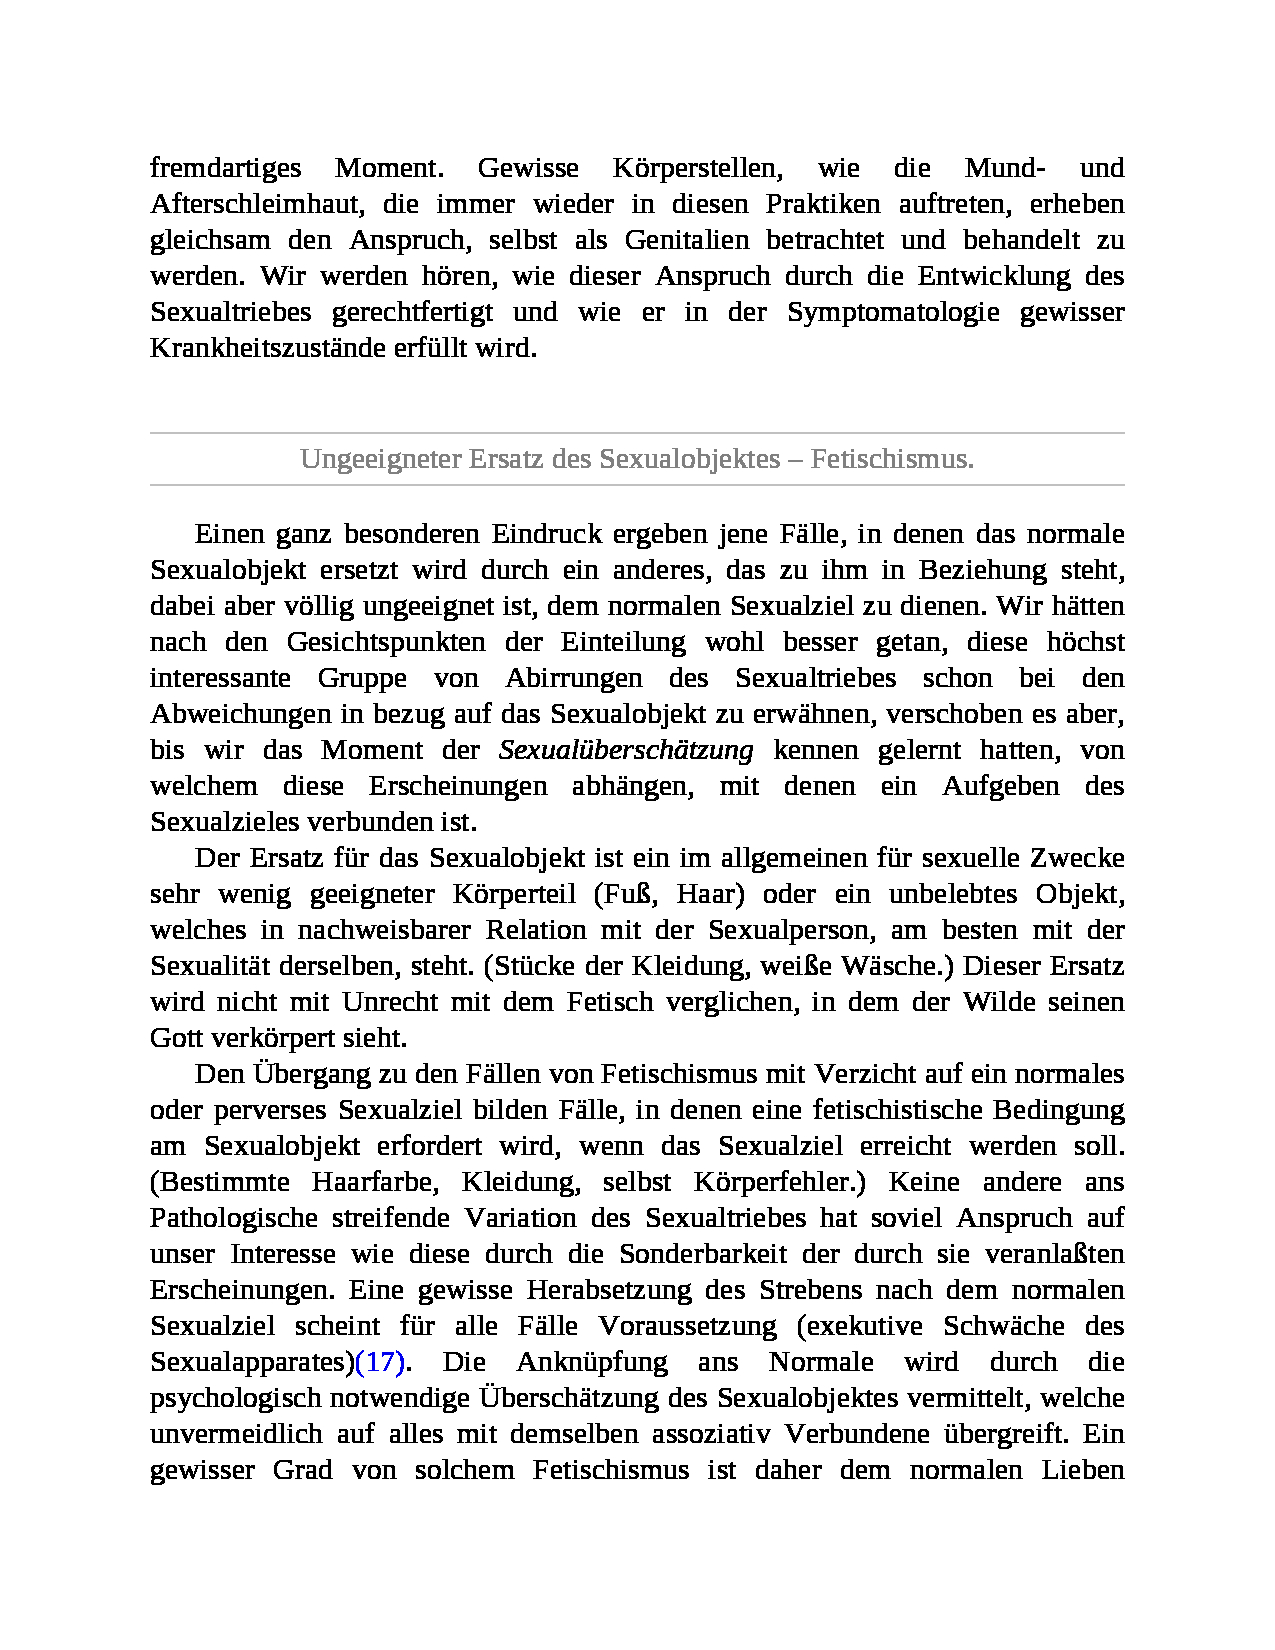 fremdartiges Moment. Gewisse Körperstellen, wie die Mund- und
Afterschleimhaut, die immer wieder in diesen Praktiken auftreten, erheben
gleichsam den Anspruch, selbst als Genitalien betrachtet und behandelt zu
werden. Wir werden hören, wie dieser Anspruch durch die Entwicklung des
Sexualtriebes gerechtfertigt und wie er in der Symptomatologie gewisser
Krankheitszustände erfüllt wird.
Ungeeigneter Ersatz des Sexualobjektes – Fetischismus.
Einen ganz besonderen Eindruck ergeben jene Fälle, in denen das normale
Sexualobjekt ersetzt wird durch ein anderes, das zu ihm in Beziehung steht,
dabei aber völlig ungeeignet ist, dem normalen Sexualziel zu dienen. Wir hätten
nach den Gesichtspunkten der Einteilung wohl besser getan, diese höchst
interessante Gruppe von Abirrungen des Sexualtriebes schon bei den
Abweichungen in bezug auf das Sexualobjekt zu erwähnen, verschoben es aber,
bis wir das Moment der Sexualüberschätzung kennen gelernt hatten, von
welchem diese Erscheinungen abhängen, mit denen ein Aufgeben des
Sexualzieles verbunden ist.
Der Ersatz für das Sexualobjekt ist ein im allgemeinen für sexuelle Zwecke
sehr wenig geeigneter Körperteil (Fuß, Haar) oder ein unbelebtes Objekt,
welches in nachweisbarer Relation mit der Sexualperson, am besten mit der
Sexualität derselben, steht. (Stücke der Kleidung, weiße Wäsche.) Dieser Ersatz
wird nicht mit Unrecht mit dem Fetisch verglichen, in dem der Wilde seinen
Gott verkörpert sieht.
Den Übergang zu den Fällen von Fetischismus mit Verzicht auf ein normales
oder perverses Sexualziel bilden Fälle, in denen eine fetischistische Bedingung
am Sexualobjekt erfordert wird, wenn das Sexualziel erreicht werden soll.
(Bestimmte Haarfarbe, Kleidung, selbst Körperfehler.) Keine andere ans
Pathologische streifende Variation des Sexualtriebes hat soviel Anspruch auf
unser Interesse wie diese durch die Sonderbarkeit der durch sie veranlaßten
Erscheinungen. Eine gewisse Herabsetzung des Strebens nach dem normalen
Sexualziel scheint für alle Fälle Voraussetzung (exekutive Schwäche des
Sexualapparates)(17). Die Anknüpfung ans Normale wird durch die
psychologisch notwendige Überschätzung des Sexualobjektes vermittelt, welche
unvermeidlich auf alles mit demselben assoziativ Verbundene übergreift. Ein
gewisser Grad von solchem Fetischismus ist daher dem normalen Lieben